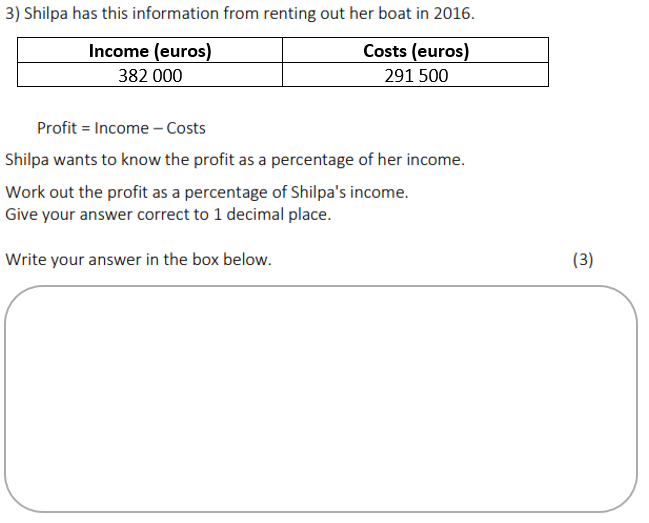 3) Shilpa has this information from renting out her boat in 2016.
Income (euros) Costs (euros)
382 000 291 500
Profit = Income – Costs
Shilpa wants to know the profit as a percentage of her income.
Work out the profit as a percentage of Shilpa's income.
Give your answer correct to 1 decimal place.
Write your answer in the box below. (3)